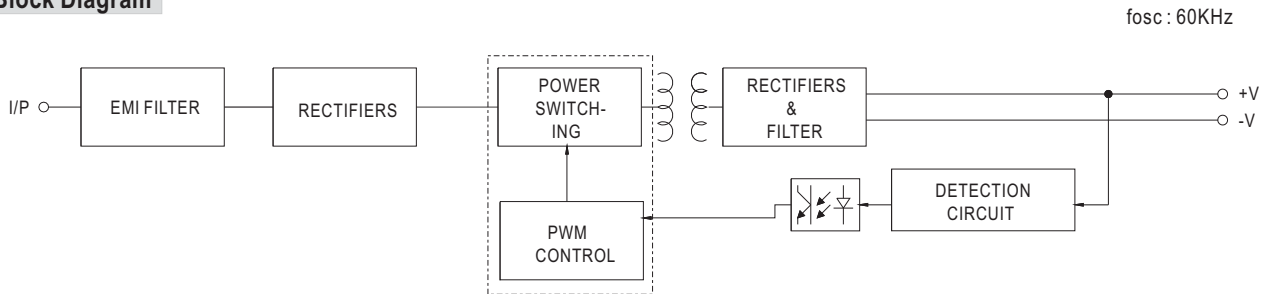 Block Diagram
fosc : 60KHz
I/P
EMI FILTER
RECTIFIERS
POWER
SWITCH-
ING
RECTIFIERS
&
FILTER
+V
-V
DETECTION
CIRCUIT
PWM
CONTROL